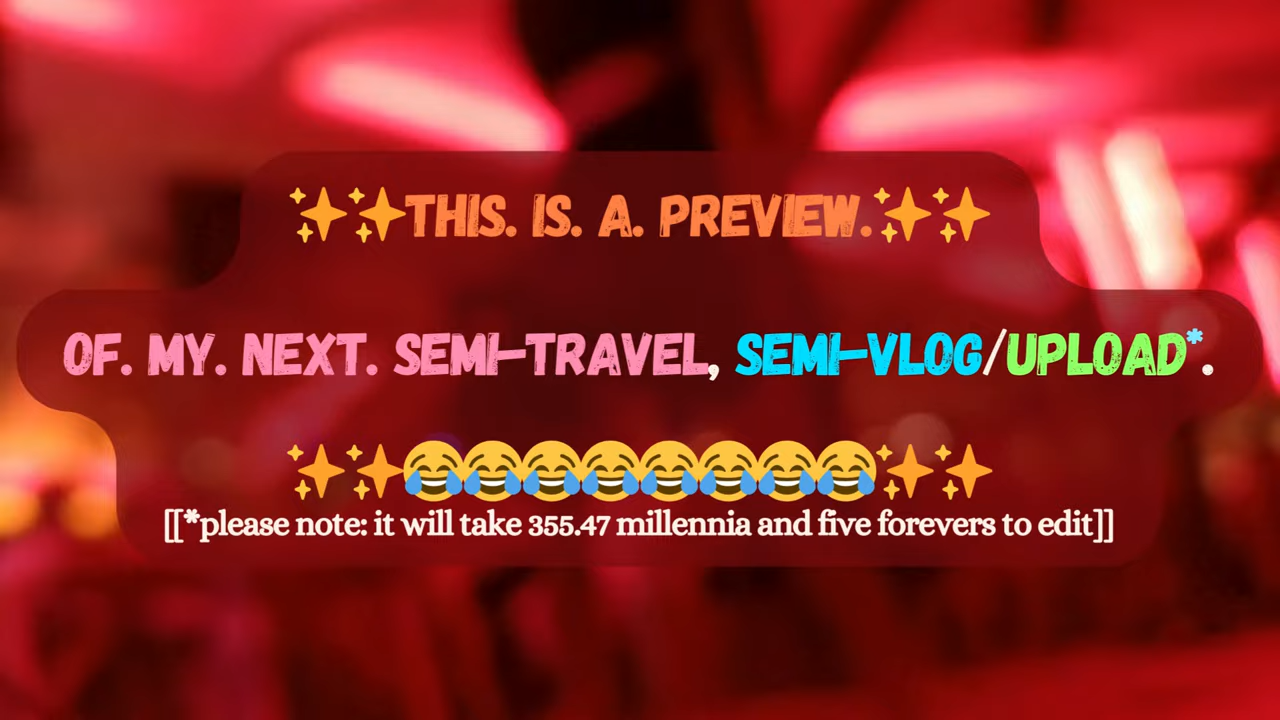 ✨✨THIS. IS. A. PREVIEW.✨✨
OF. MY. NEXT. SEMI-TRAVEL, SEMI-VLOG/UPLOAD*.
✨✨😂😂😂😂😂😂😂😂✨✨
[[*please note: it will take 355.47 millennia and five forevers to edit]]